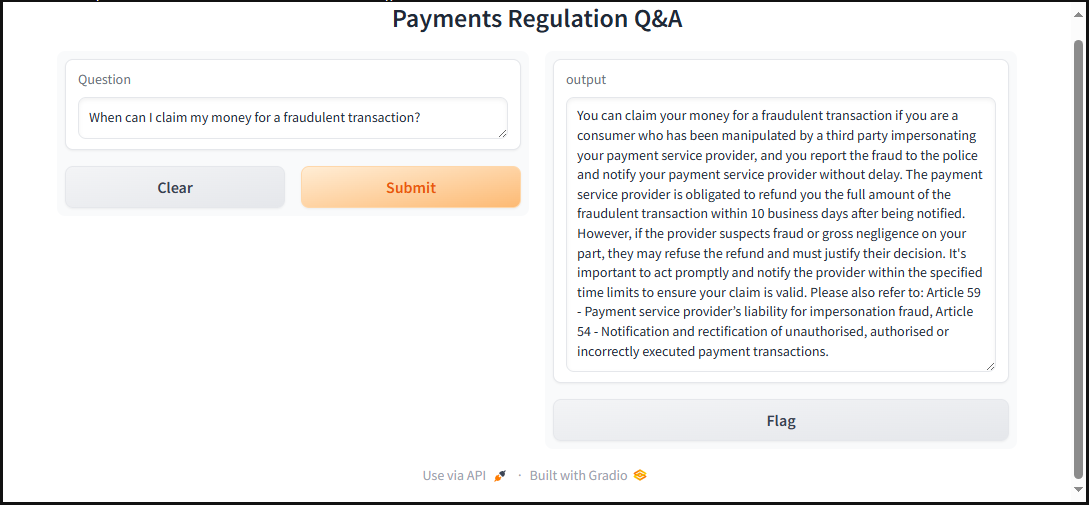 Payments Regulation Q&A
Question
When can I claim my money for a fraudulent transaction?
Clear
Submit
output
You can claim your money for a fraudulent transaction if you are a
consumer who has been manipulated by a third party impersonating
your payment service provider, and you report the fraud to the police
and notify your payment service provider without delay. The payment
service provider is obligated to refund you the full amount of the
fraudulent transaction within 10 business days after being notified.
However, if the provider suspects fraud or gross negligence on your
part, they may refuse the refund and must justify their decision. It's
important to act promptly and notify the provider within the specified
time limits to ensure your claim is valid. Please also refer to: Article 59
- Payment service provider’s liability for impersonation fraud, Article
54 - Notification and rectification of unauthorised, authorised or
incorrectly executed payment transactions.
Flag
Use via API · Built with Gradio